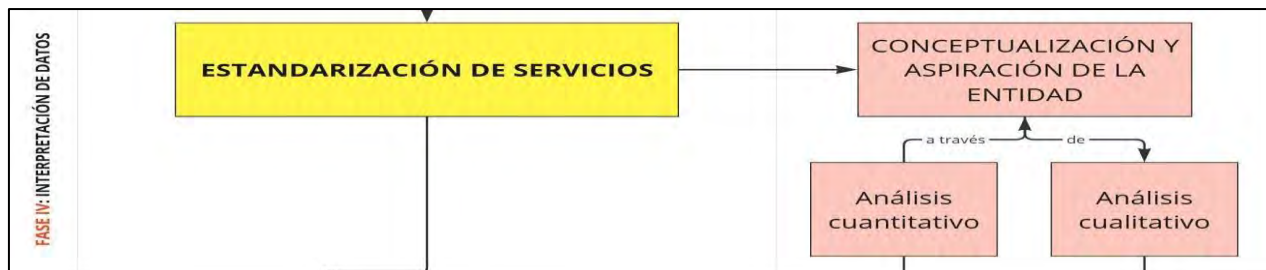 FASE IV: INTERPRETACIÓN DE DATOS
ESTANDARIZACIÓN DE SERVICIOS
CONCEPTUALIZACIÓN Y
ASPIRACIÓN DE LA
ENTIDAD
a través
de
Análisis
cuantitativo
Análisis
cualitativo